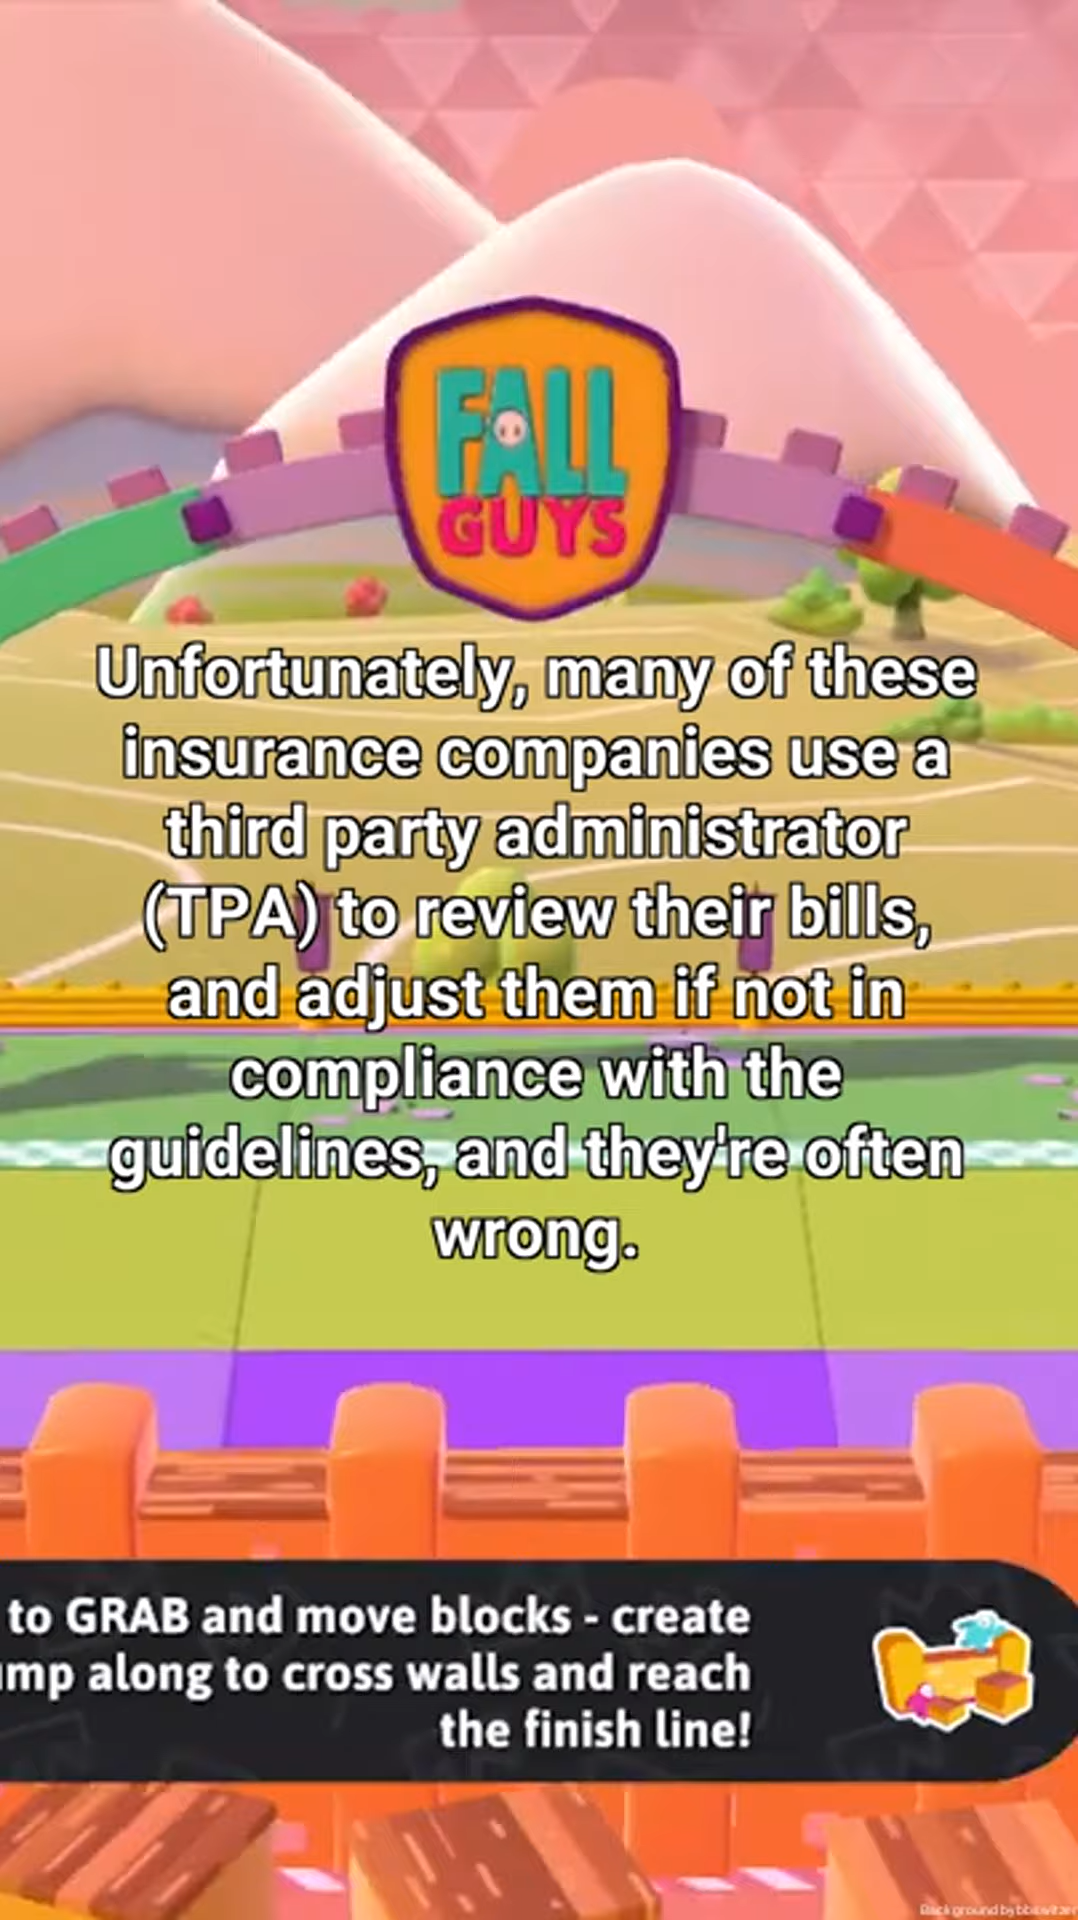 FALL
GUYS
Unfortunately, many of these
insurance companies use a
third party administrator
(TPA) to review their bills,
and adjust them if not in
compliance with the
guidelines, and they're often
wrong.
to GRAB and move blocks - create
along to cross walls and reach
the finish line!
Background by